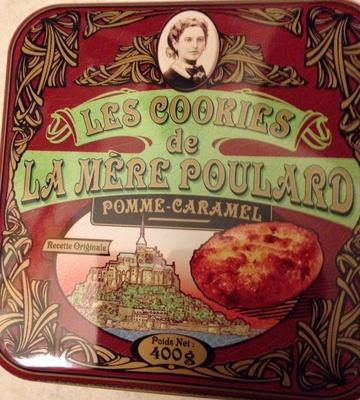 LES COOKIES
de
LA MÈRE POULARD
POMME-CARAMEL
Recette Originale
Poids Net:
400g